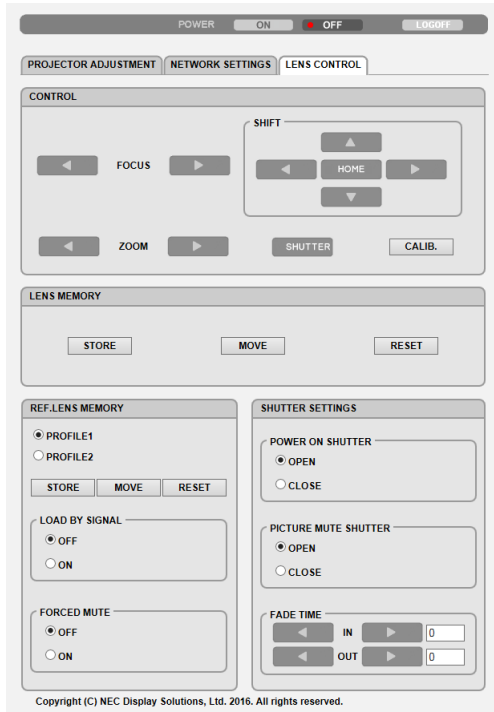 POWER ON OFF LOGOFF
PROJECTOR ADJUSTMENT NETWORK SETTINGS LENS CONTROL
CONTROL
SHIFT
FOCUS
HOME
ZOOM
SHUTTER
CALIB.
LENS MEMORY
STORE MOVE RESET
REF.LENS MEMORY
PROFILE1
PROFILE2
STORE MOVE RESET
LOAD BY SIGNAL
OFF
ON
FORCED MUTE
OFF
ON
SHUTTER SETTINGS
POWER ON SHUTTER
OPEN
CLOSE
PICTURE MUTE SHUTTER
OPEN
CLOSE
FADE TIME
IN 0
OUT 0
Copyright (C) NEC Display Solutions, Ltd. 2016. All rights reserved.